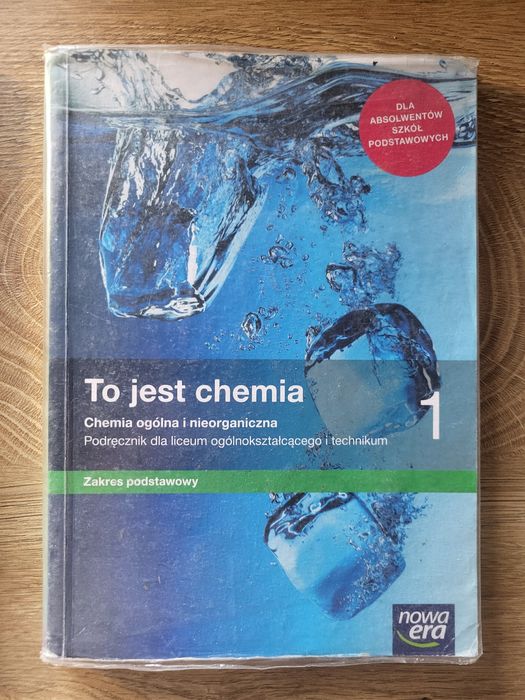 DLA
ABSOLWENTÓW
SZKÓŁ
PODSTAWOWYCH
To jest chemia
1
Chemia ogólna i nieorganiczna
Podręcznik dla liceum ogólnokształcącego i technikum
Zakres podstawowy
nowa
era